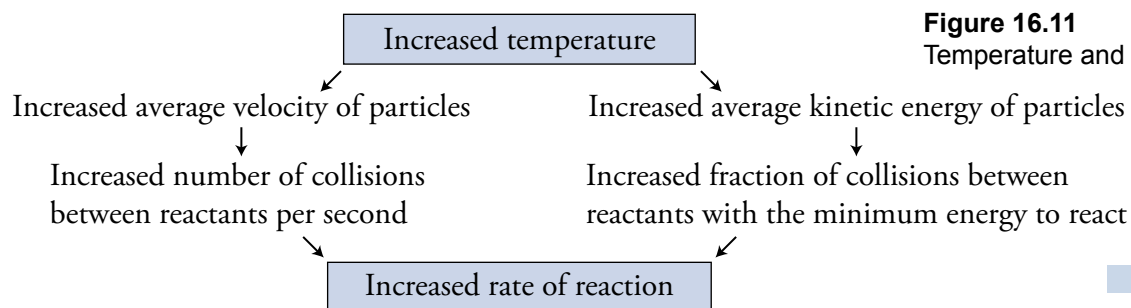 Increased temperature
Figure 16.11
Temperature and
Increased average velocity of particles
Increased average kinetic energy of particles
Increased number of collisions
between reactants per second
Increased fraction of collisions between
reactants with the minimum energy to react
Increased rate of reaction